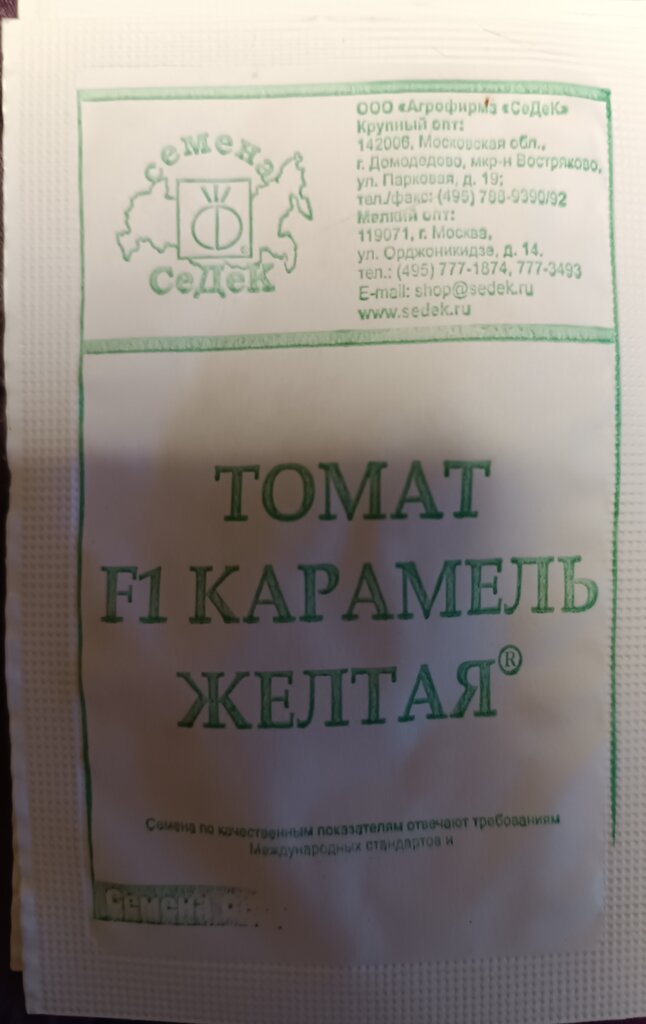 семена
СеДеК
ООО «Агрофирма «СеДеК»
Крупный опт:
142006, Московская обл.,
г. Домодедово, мкр-н Востряково,
ул. Парковая, д. 19;
тел./факс: (495) 788-9390/92
Мелкий опт:
119071, г. Москва,
ул. Орджоникидзе, д. 14,
тел.: (495) 777-1874, 777-3493
E-mail: shop@sedek.ru
www.sedek.ru
ТОМАТ
F1 КАРАМЕЛЬ
ЖЕЛТАЯ®
Семена по качественным показателям отвечают требованиям
Международных стандартов и
Семена